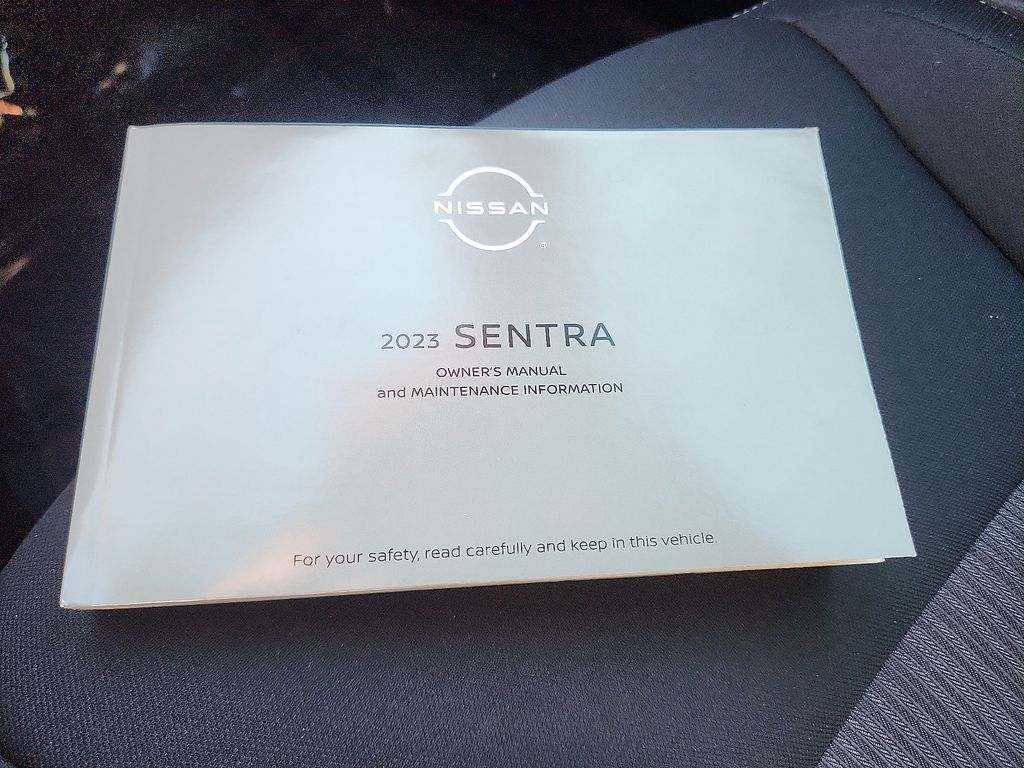 NISSAN
®
2023 SENTRA
OWNER'S MANUAL
and MAINTENANCE INFORMATION
For your safety, read carefully and keep in this vehicle.